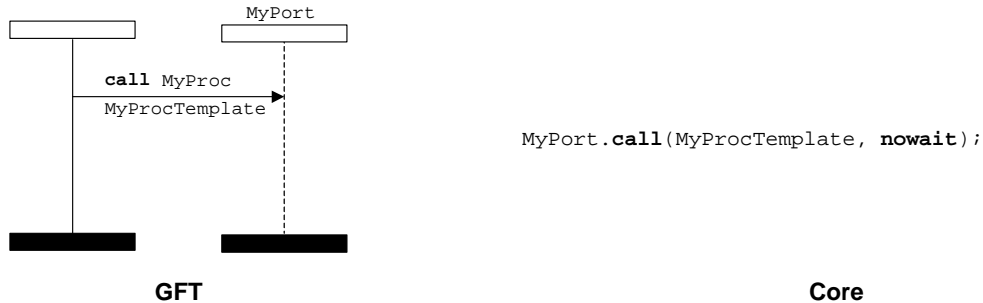 MyPort
call MyProc
MyProcTemplate
MyPort.call(MyProcTemplate, nowait);
GFT
Core